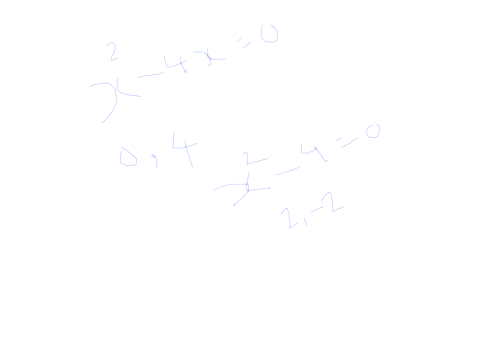 x² - 4x = 0
0, 4
x² - 4 = 0
2, -2